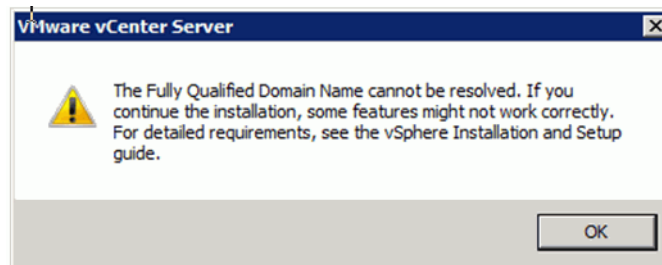 VMware vCenter Server
The Fully Qualified Domain Name cannot be resolved. If you
continue the installation, some features might not work correctly.
For detailed requirements, see the vSphere Installation and Setup
guide.
OK